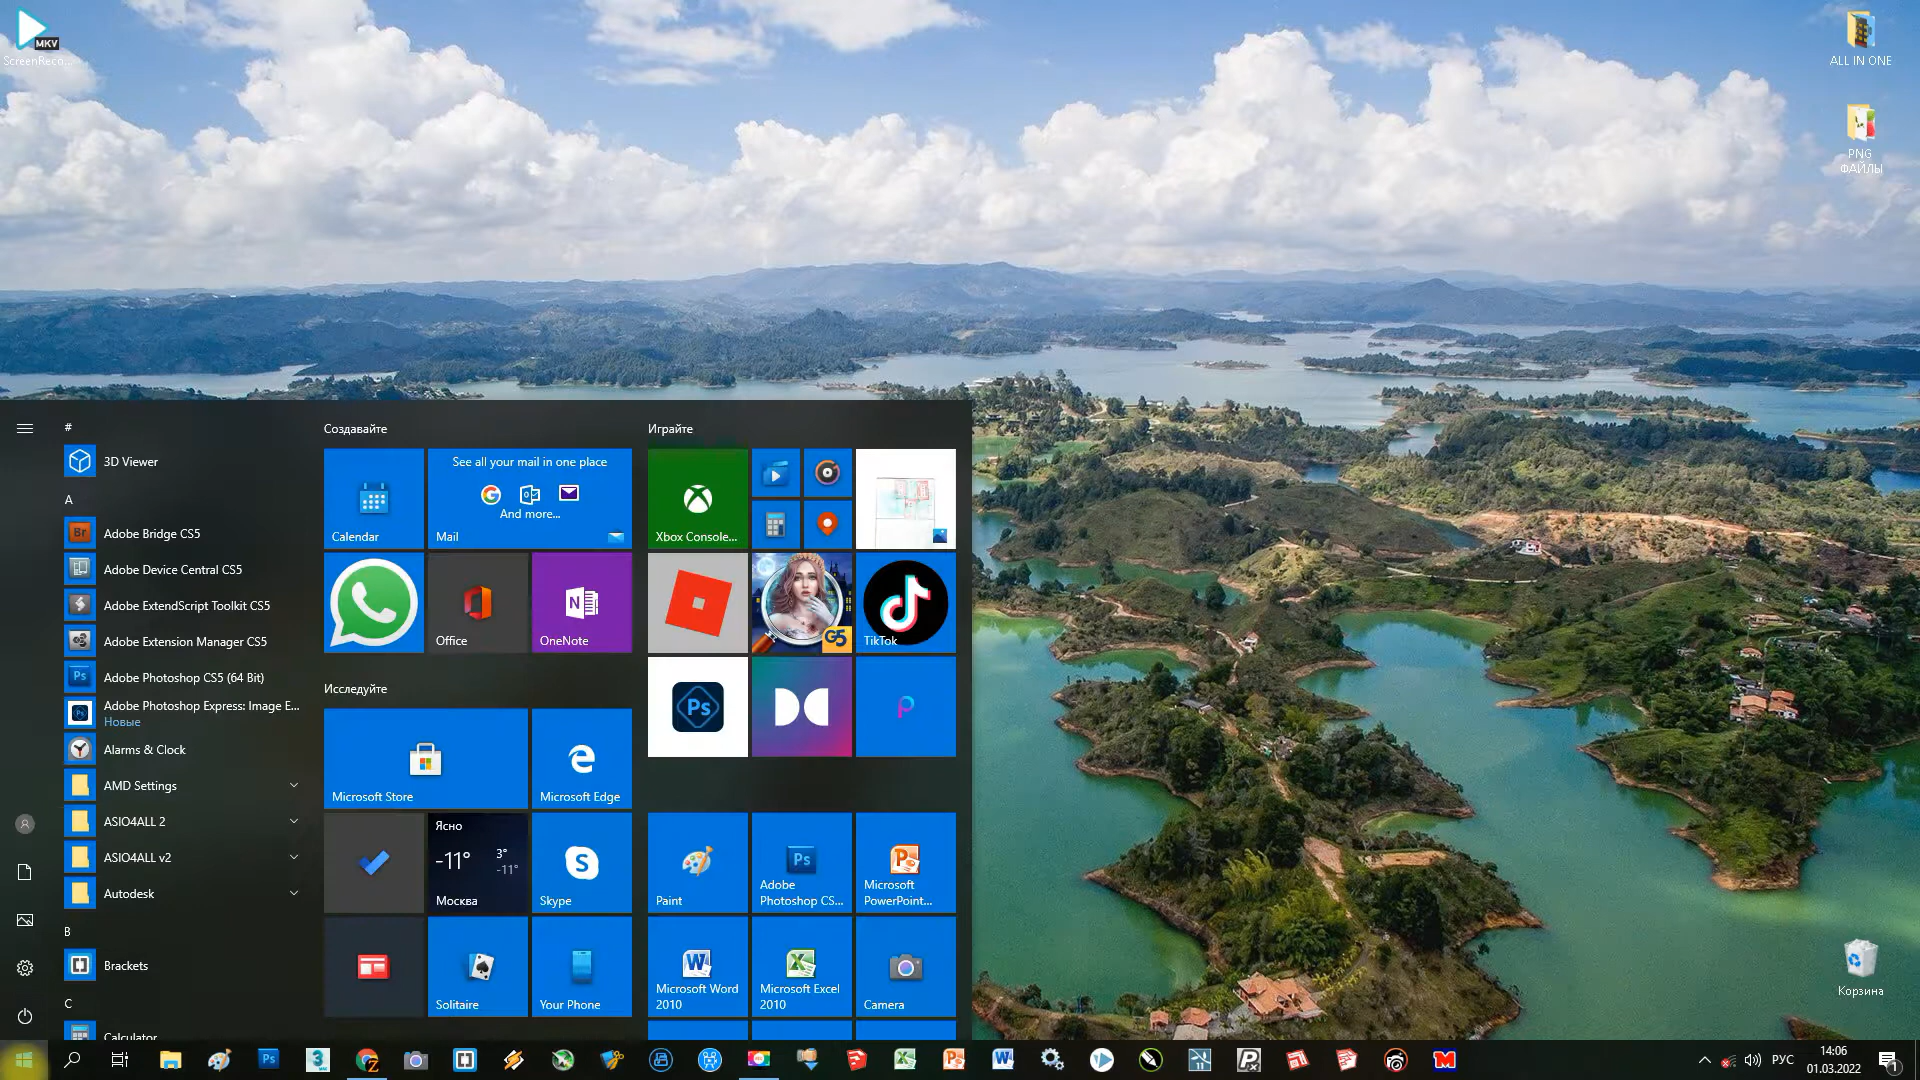 MKV
ScreenReco...
ALL IN ONE
PNG
ФАЙЛЫ
#
3D Viewer
A
Adobe Bridge CS5
Adobe Device Central CS5
Adobe ExtendScript Toolkit CS5
Adobe Extension Manager CS5
Adobe Photoshop CS5 (64 Bit)
Adobe Photoshop Express: Image E...
Новые
Alarms & Clock
AMD Settings
ASIO4ALL 2
ASIO4ALL v2
Autodesk
B
Brackets
C
Calculator
Создавайте
Calendar
See all your mail in one place
And more...
Mail
Office
OneNote
Исследуйте
Microsoft Store
Microsoft Edge
Ясно
-11°
3°
-11°
Москва
Skype
Solitaire
Your Phone
Играйте
Xbox Console...
G5
TikTok
Ps
Paint
Adobe
Photoshop CS...
Microsoft
PowerPoint...
Microsoft Word
2010
Microsoft Excel
2010
Camera
Корзина
РУС
14:06
01.03.2022
1